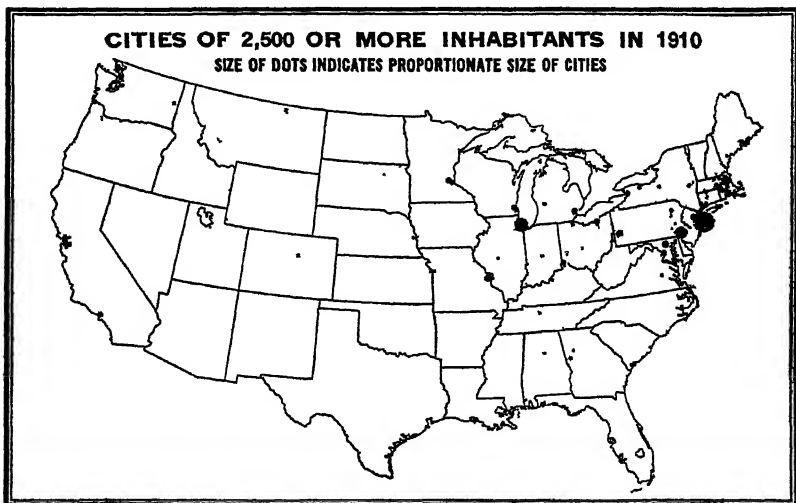 CITIES OF 2,500 OR MORE INHABITANTS IN 1910
SIZE OF DOTS INDICATES PROPORTIONATE SIZE OF CITIES